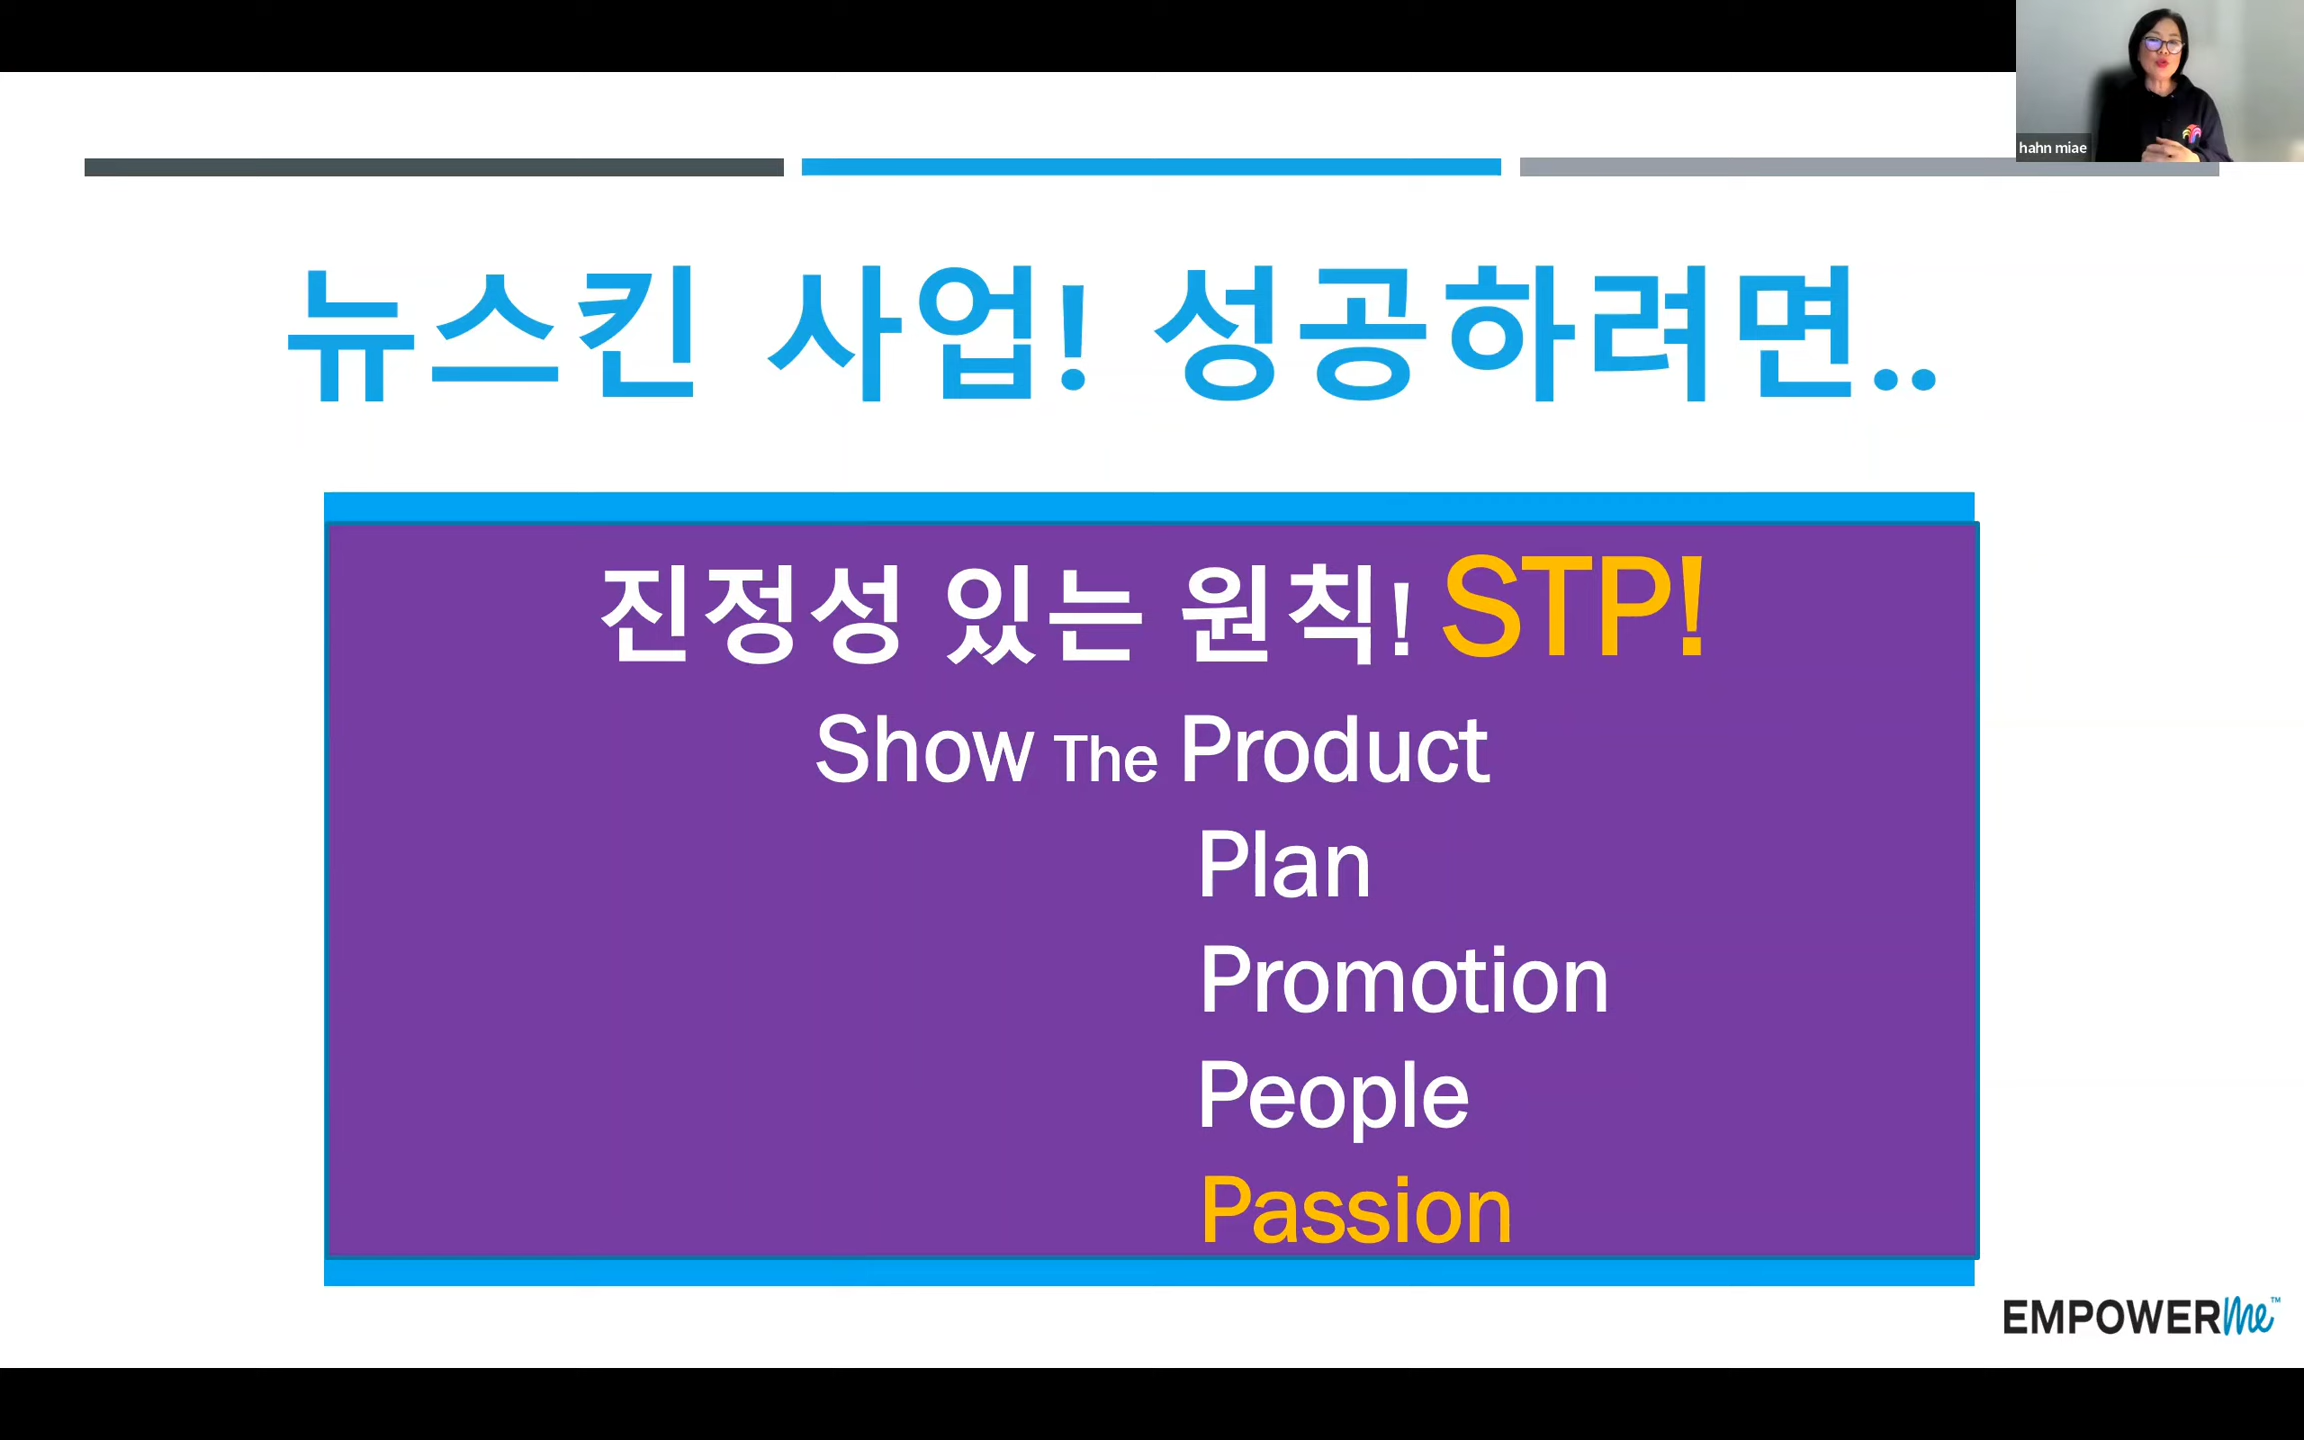 hahn miae
뉴스킨 사업! 성공하려면..
진정성 있는 원칙! STP!
Show The Product
Plan
Promotion
People
Passion
EMPOWERMe™